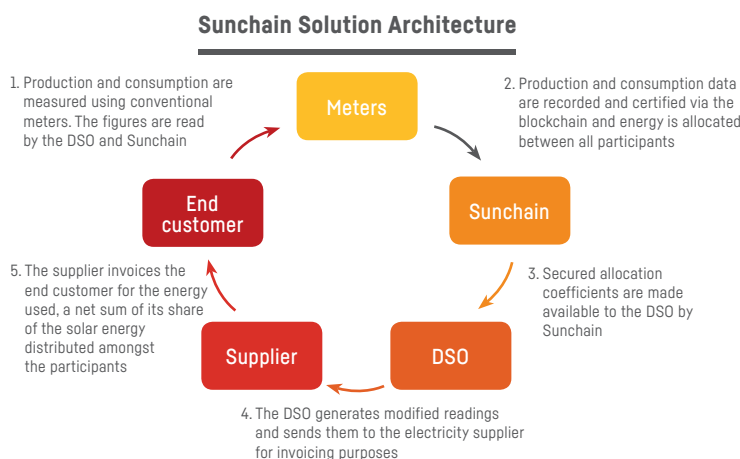 Sunchain Solution Architecture
1. Production and consumption are
measured using conventional
meters. The figures are read
by the DSO and Sunchain
Meters
2. Production and consumption data
are recorded and certified via the
blockchain and energy is allocated
between all participants
End
customer
Sunchain
5. The supplier invoices the
end customer for the energy
used, a net sum of its share
of the solar energy
distributed amongst
the participants
3. Secured allocation
coefficients are made
available to the DSO by
Sunchain
Supplier
DSO
4. The DSO generates modified readings
and sends them to the electricity supplier
for invoicing purposes